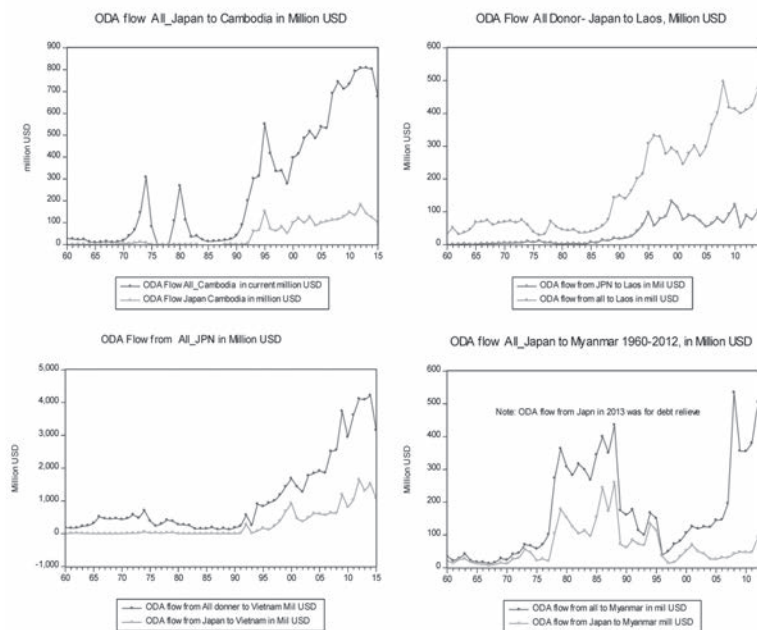 ODA flow All_Japan to Cambodia in Million USD
900
800
700
600
500
400
300
200
100
0
million USD
60 65 70 75 80 85 90 95 00 05 10 15
ODA Flow All_Cambodia in current million USD
ODA Flow Japan Cambodia in million USD
ODA Flow All Donor- Japan to Laos, Million USD
600
500
400
300
200
100
0
Million USD
60 65 70 75 80 85 90 95 00 05 10
ODA flow from JPN to Laos in Mil USD
ODA flow from all to Laos in mill USD
ODA Flow from All_JPN in Million USD
5,000
4,000
3,000
2,000
1,000
0
-1,000
Million USD
60 65 70 75 80 85 90 95 00 05 10 15
ODA flow from All donner to Vietnam Mil USD
ODA flow from Japan to Vietnam in Mil USD
ODA flow All_Japan to Myanmar 1960-2012, in Million USD
Note: ODA flow from Japn in 2013 was for debt relieve
600
500
400
300
200
100
0
Million USD
60 65 70 75 80 85 90 95 00 05 10
ODA flow from all to Myanmar in mil USD
ODA flow from Japan to Myanmar mill USD